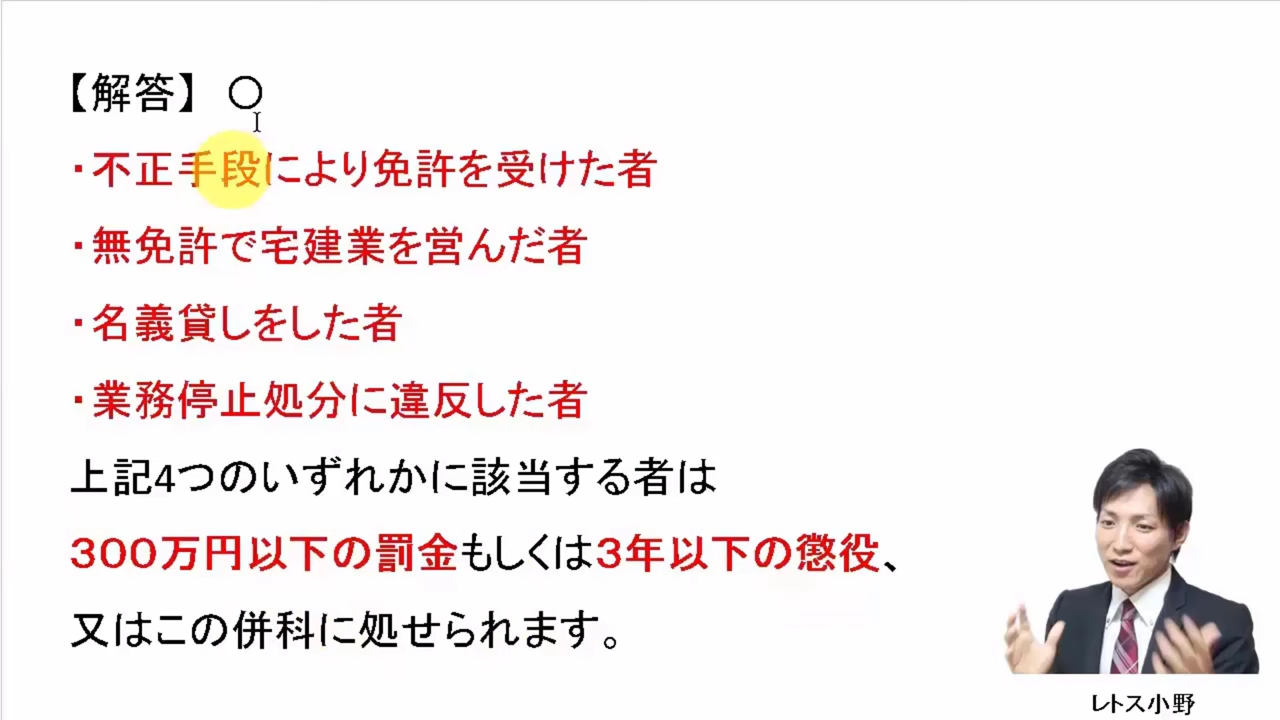 【解答】 ○
・不正手段により免許を受けた者
・無免許で宅建業を営んだ者
・名義貸しをした者
・業務停止処分に違反した者
上記4つのいずれかに該当する者は
300万円以下の罰金もしくは3年以下の懲役、
又はこの併科に処せられます。
レトス小野